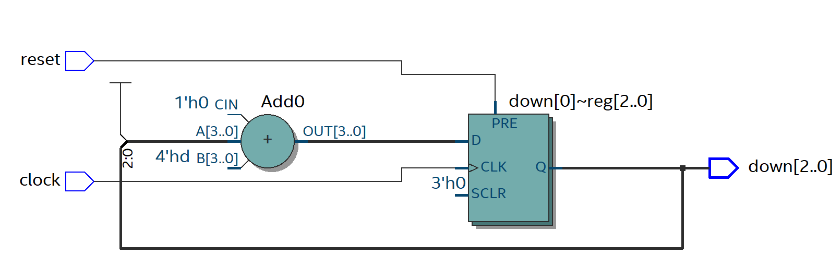 reset
1'h0 CIN
Add0
down[0]~reg[2..0]
PRE
A[3..0]
+
OUT[3..0]
D
2:0
4'hd B[3..0]
clock
>CLK
Q
down[2..0]
3'h0
SCLR